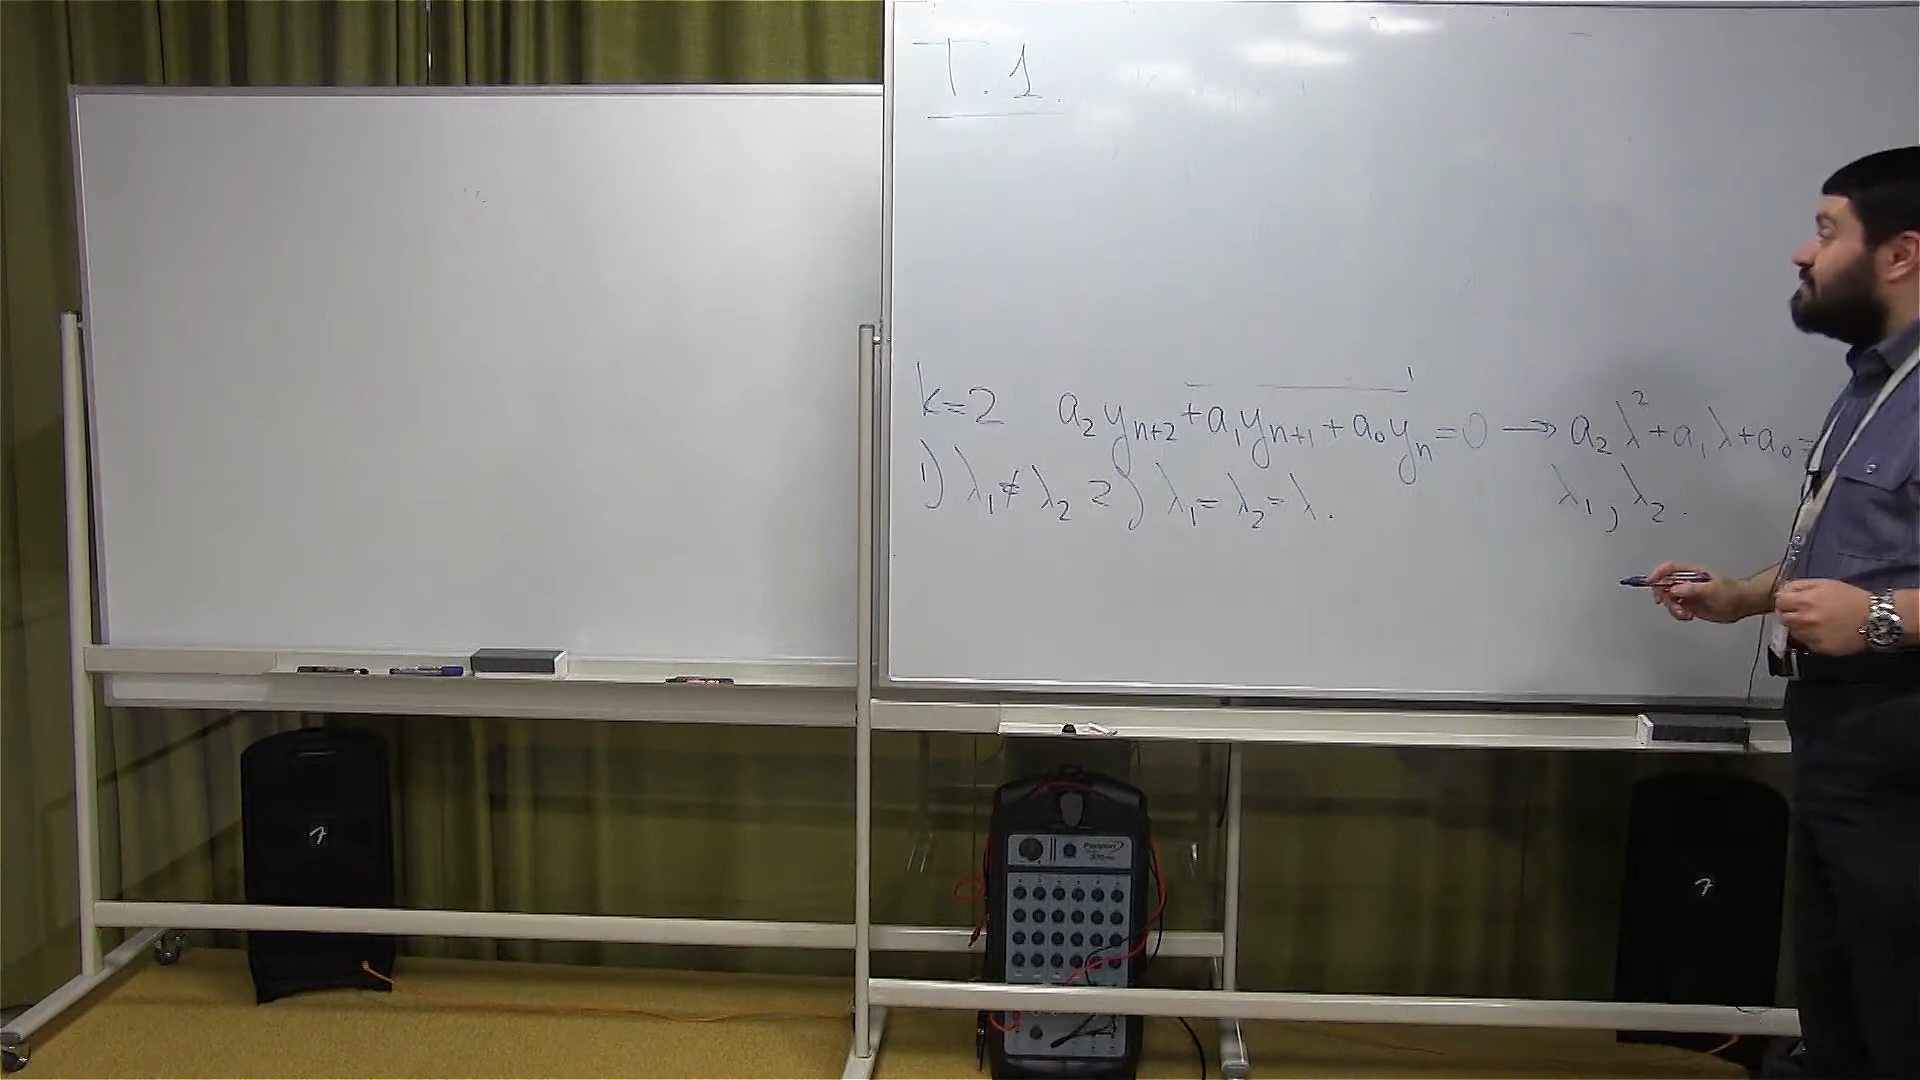 T.1.
k=2 a₂yₙ₊₂+a₁yₙ₊₁+a₀yₙ=0 → a₂λ²+a₁λ+a₀=
1) λ₁≠λ₂ 2) λ₁=λ₂=λ. λ₁, λ₂.
Passport